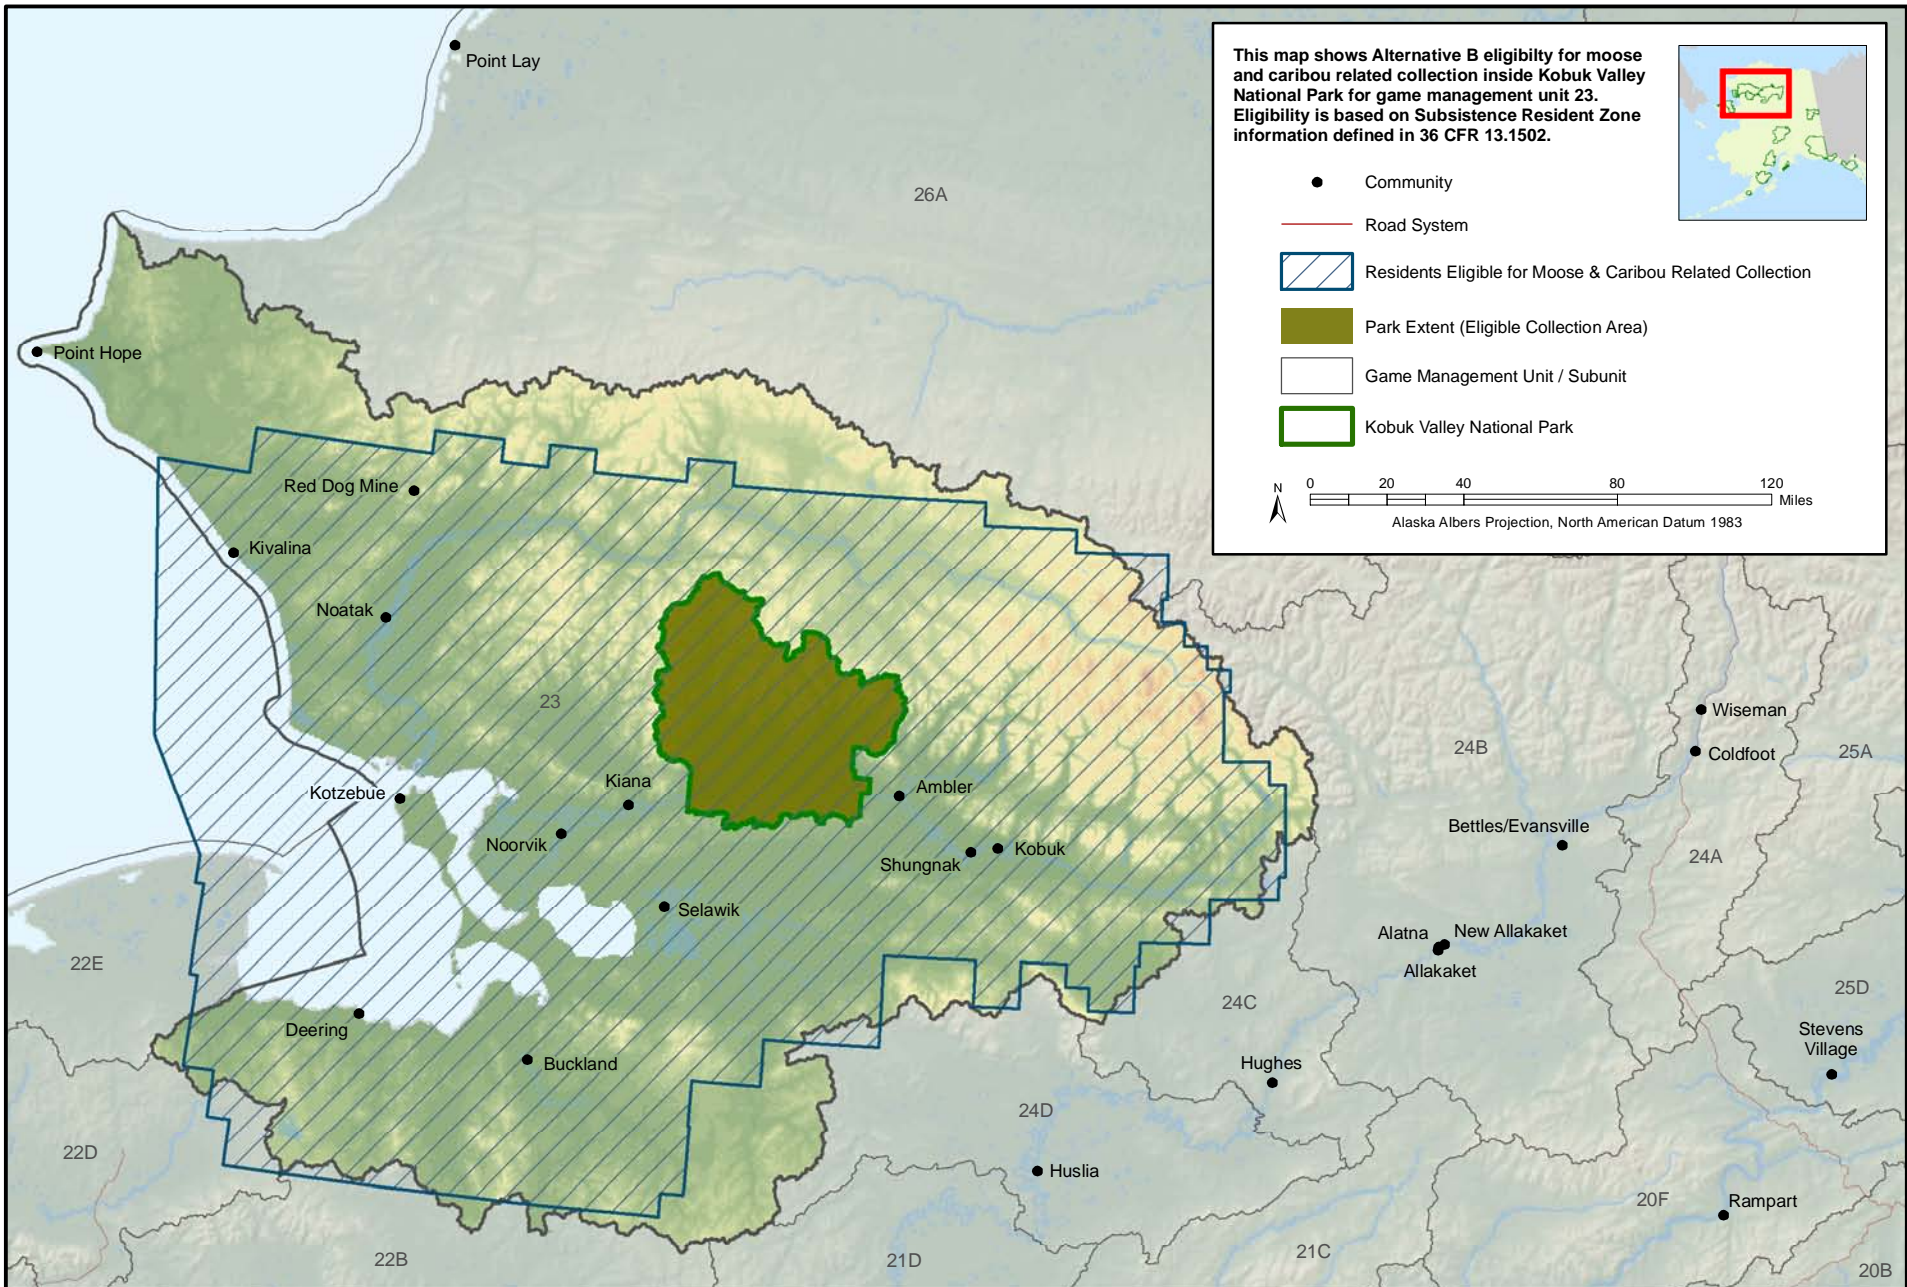 Point Lay
26A
Point Hope
This map shows Alternative B eligibilty for moose
and caribou related collection inside Kobuk Valley
National Park for game management unit 23.
Eligibility is based on Subsistence Resident Zone
information defined in 36 CFR 13.1502.
Community
Road System
Residents Eligible for Moose & Caribou Related Collection
Park Extent (Eligible Collection Area)
Game Management Unit / Subunit
Kobuk Valley National Park
N
0 20 40 80 120
Miles
Alaska Albers Projection, North American Datum 1983
Red Dog Mine
Kivalina
Noatak
23
Wiseman
24B
Coldfoot
25A
Kiana
Kotzebue
Ambler
Bettles/Evansville
Noorvik
Kobuk
Shungnak
24A
Selawik
Alatna
New Allakaket
22E
Allakaket
25D
24C
Deering
Stevens
Village
Buckland
Hughes
24D
22D
Huslia
20F
Rampart
22B
21D
21C
20B